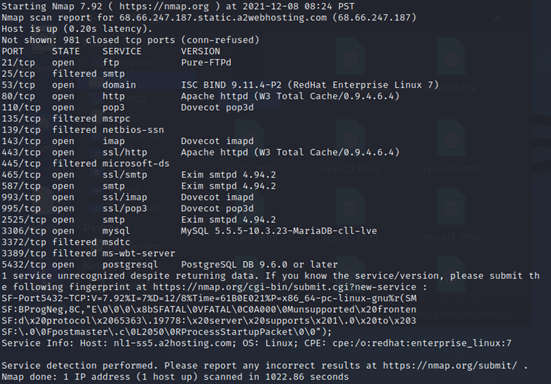 Starting Nmap 7.92 ( https://nmap.org ) at 2021-12-08 08:24 PST
Nmap scan report for 68.66.247.187.static.a2webhosting.com (68.66.247.187)
Host is up (0.20s latency).
Not shown: 981 closed tcp ports (conn-refused)
PORT STATE SERVICE VERSION
21/tcp open ftp Pure-FTPd
25/tcp filtered smtp
53/tcp open domain ISC BIND 9.11.4-P2 (RedHat Enterprise Linux 7)
80/tcp open http Apache httpd (W3 Total Cache/0.9.4.6.4)
110/tcp open pop3 Dovecot pop3d
135/tcp filtered msrpc
139/tcp filtered netbios-ssn
143/tcp open imap Dovecot imapd
443/tcp open ssl/http Apache httpd (W3 Total Cache/0.9.4.6.4)
445/tcp filtered microsoft-ds
465/tcp open ssl/smtp Exim smtpd 4.94.2
587/tcp open smtp Exim smtpd 4.94.2
993/tcp open ssl/imap Dovecot imapd
995/tcp open ssl/pop3 Dovecot pop3d
2525/tcp open smtp Exim smtpd 4.94.2
3306/tcp open mysql MySQL 5.5.5-10.3.23-MariaDB-cll-lve
3372/tcp filtered msdtc
3389/tcp filtered ms-wbt-server
5432/tcp open postgresql PostgreSQL DB 9.6.0 or later
1 service unrecognized despite returning data. If you know the service/version, please submit th
e following fingerprint at https://nmap.org/cgi-bin/submit.cgi?new-service :
SF-Port5432-TCP:V=7.92%I=7%D=12/8%Time=61B0E021%P=x86_64-pc-linux-gnu%r(SM
SF:BProgNeg,8C,"E\0\0\0\x8bSFATAL\0VFATAL\0C0A000\0Munsupported\x20fronten
SF:d\x20protocol\x2065363\.19778:\x20server\x20supports\x201\.0\x20to\x203
SF:\.0\0Fpostmaster\.c\0L2050\0RProcessStartupPacket\0\0");
Service Info: Host: nl1-ss5.a2hosting.com; OS: Linux; CPE: cpe:/o:redhat:enterprise_linux:7
Service detection performed. Please report any incorrect results at https://nmap.org/submit/ .
Nmap done: 1 IP address (1 host up) scanned in 1022.86 seconds